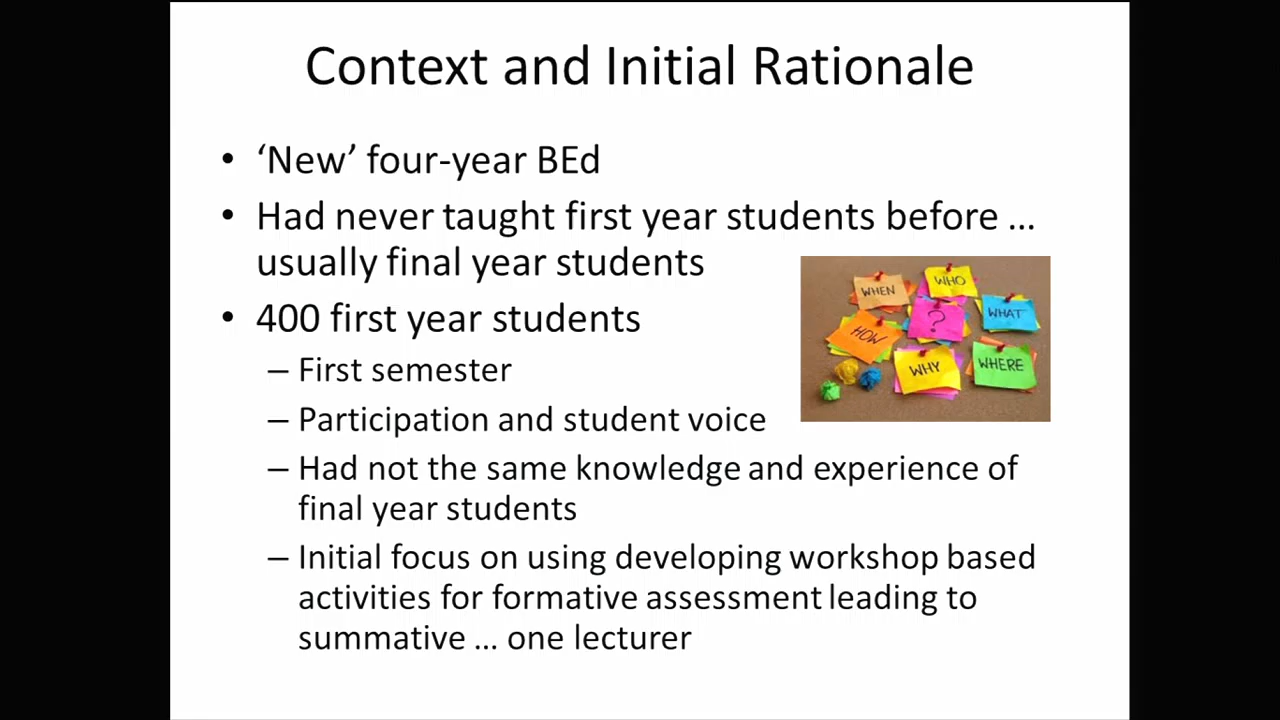 Context and Initial Rationale
• ‘New’ four-year BEd
• Had never taught first year students before …
usually final year students
• 400 first year students
– First semester
– Participation and student voice
– Had not the same knowledge and experience of
final year students
– Initial focus on using developing workshop based
activities for formative assessment leading to
summative … one lecturer
WHEN
WHO
?
WHAT
HOW
WHY
WHERE